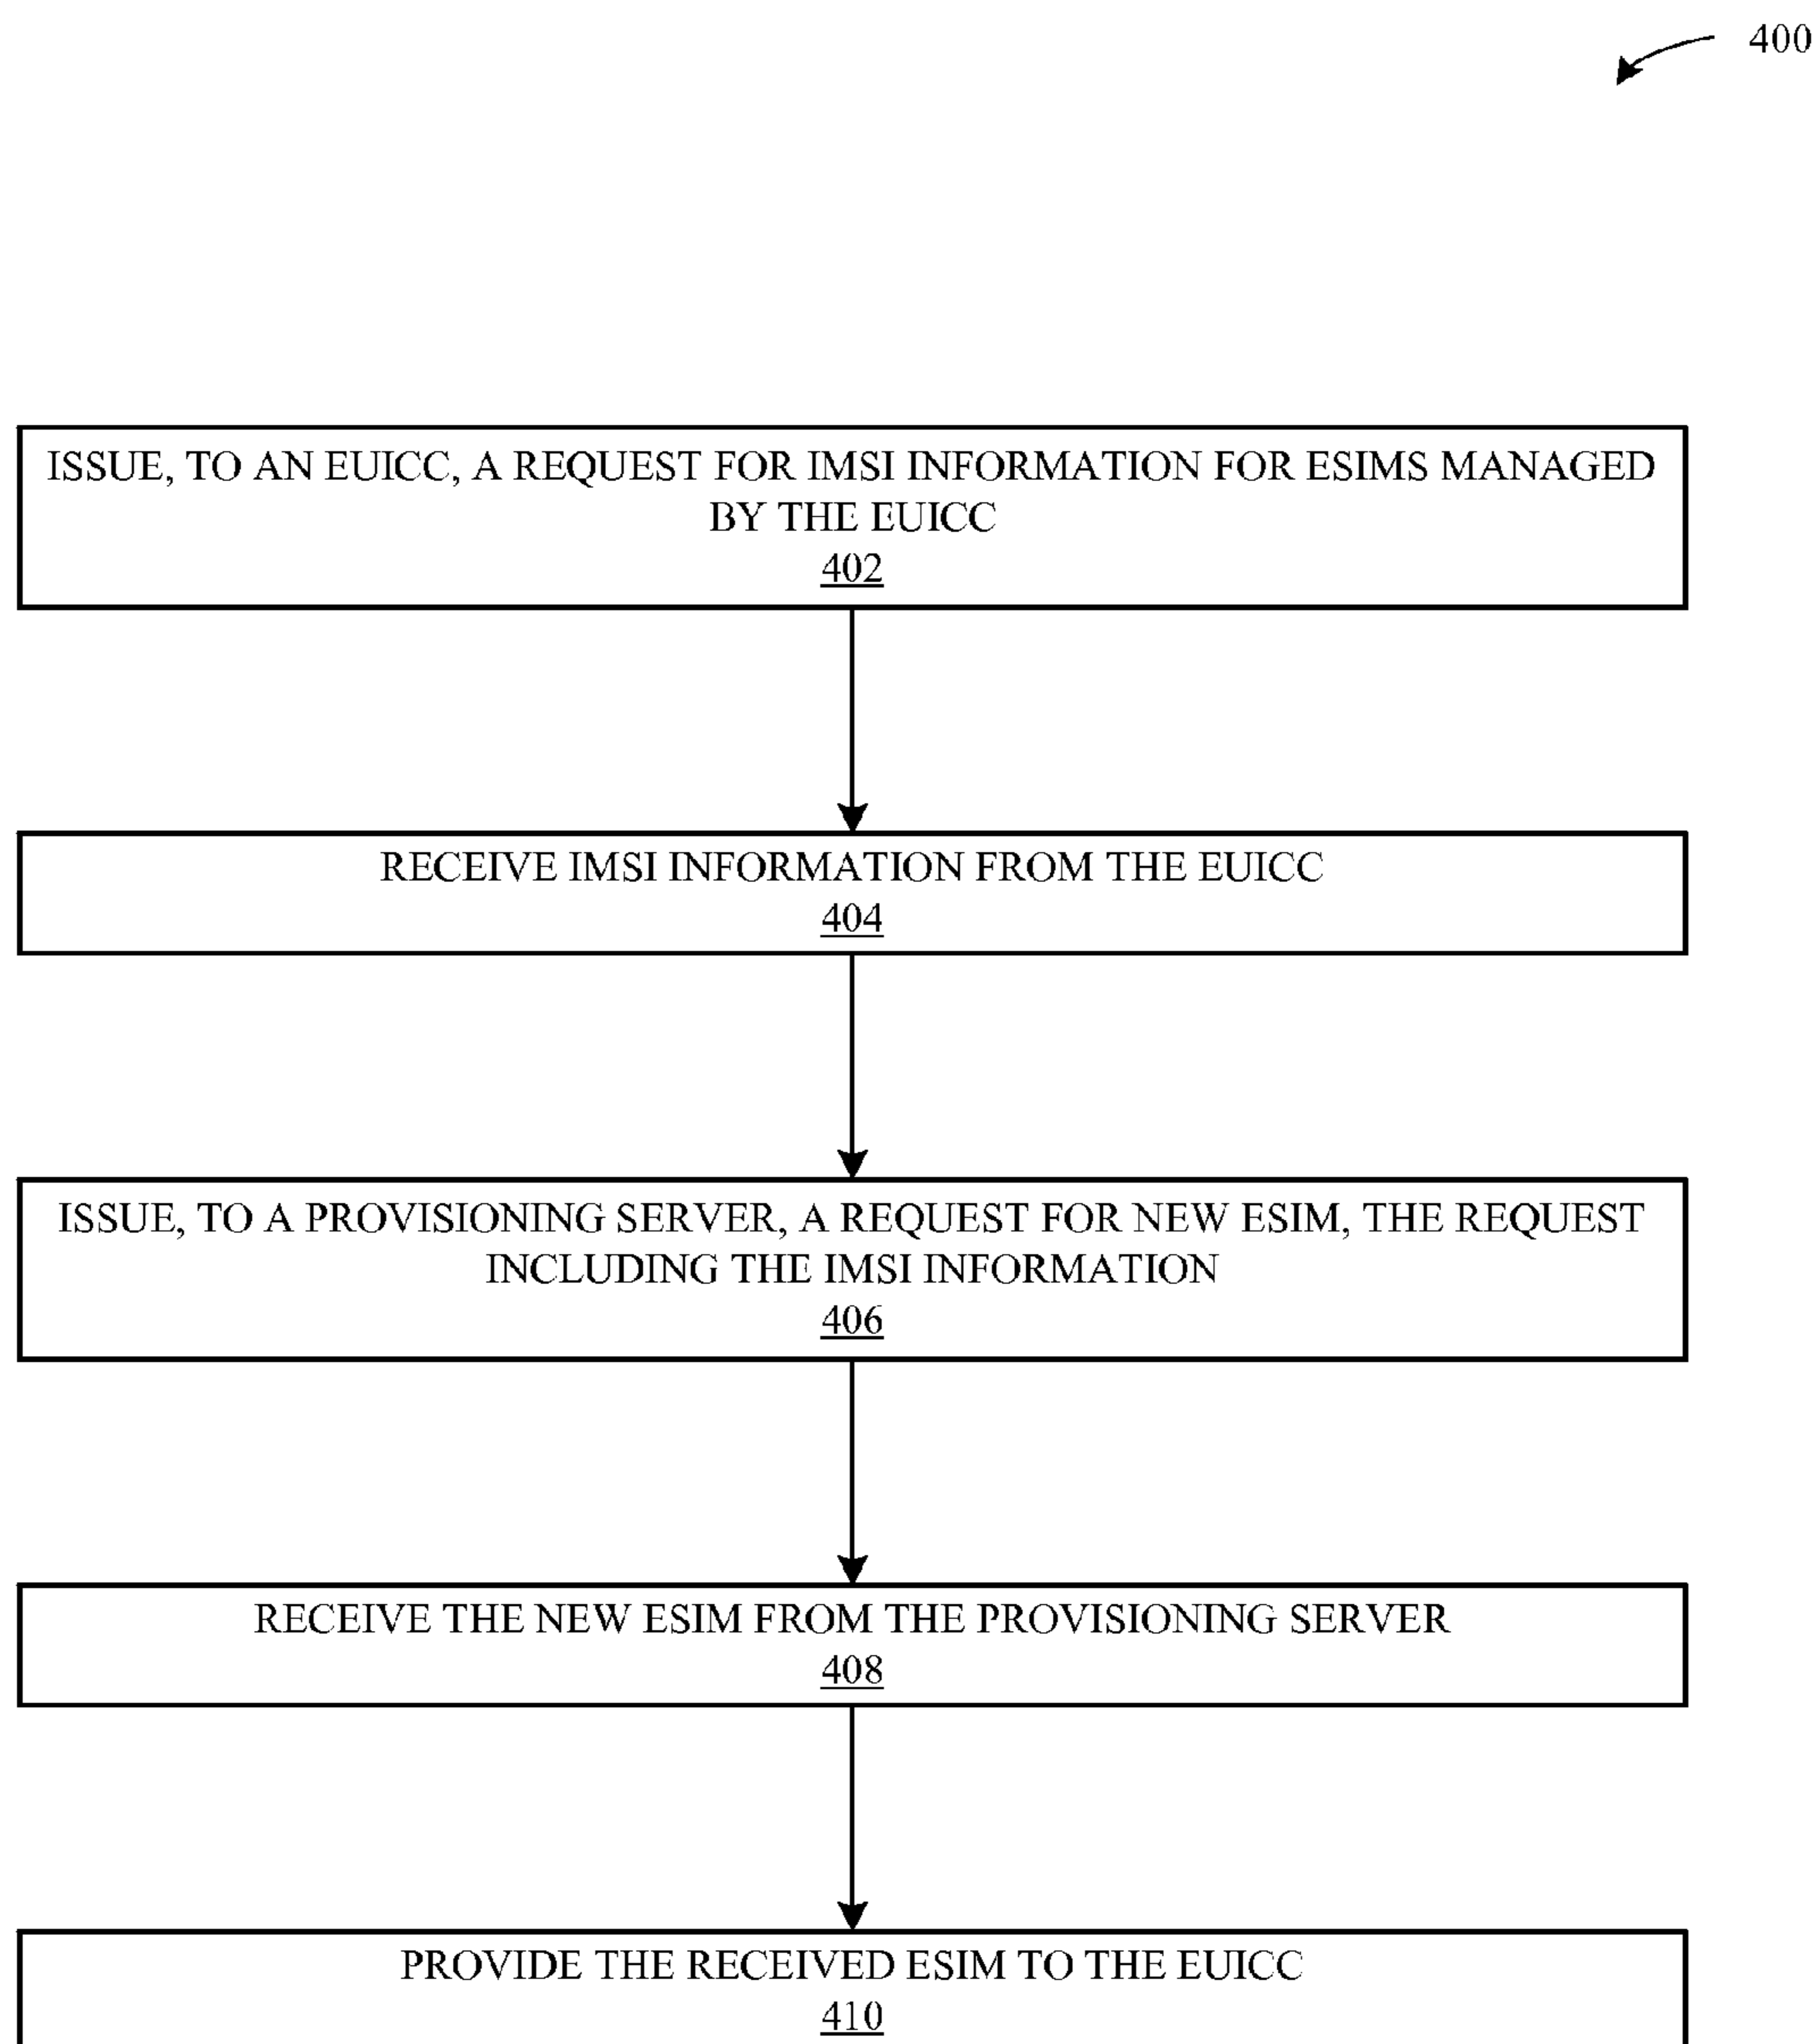 400
ISSUE, TO AN EUICC, A REQUEST FOR IMSI INFORMATION FOR ESIMS MANAGED
BY THE EUICC
402
RECEIVE IMSI INFORMATION FROM THE EUICC
404
ISSUE, TO A PROVISIONING SERVER, A REQUEST FOR NEW ESIM, THE REQUEST
INCLUDING THE IMSI INFORMATION
406
RECEIVE THE NEW ESIM FROM THE PROVISIONING SERVER
408
PROVIDE THE RECEIVED ESIM TO THE EUICC
410